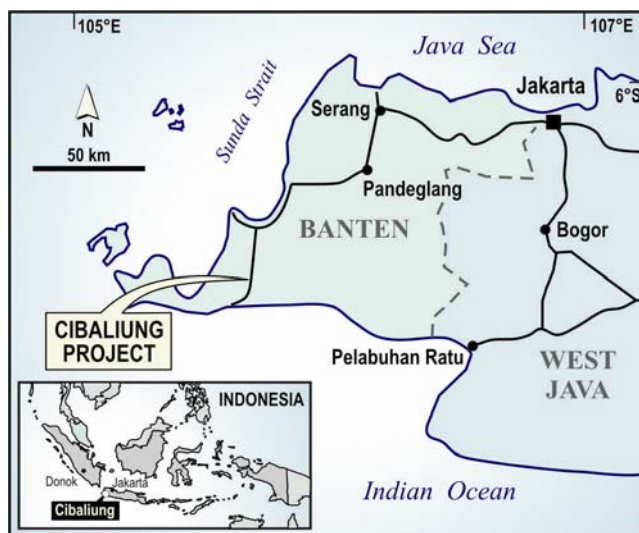 105°E
107°E
Java Sea
Jakarta
6°S
Serang
Sunda Strait
N
50 km
Pandeglang
BANTEN
Bogor
CIBALIUNG
PROJECT
Pelabuhan Ratu
WEST
JAVA
INDONESIA
Donok
Jakarta
Cibaliung
Indian Ocean